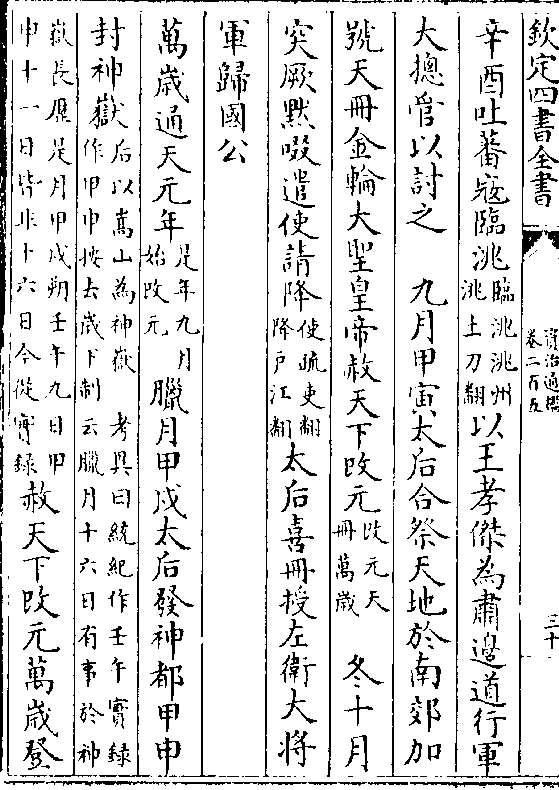 欽定四庫全書
資治通鑑
卷二百五
三十
辛酉吐蕃寇臨洮臨洮洮州洮土刀翻以王孝傑為肅邊道行軍
大㹅管以討之 九月甲寅太后合祭天地於南郊加
號天冊金輪大聖皇帝赦天下改元改元天冊萬歲 冬十月
突厥默啜遣使請降使疏吏翻降戶江翻太后喜冊授左衛大將
軍歸國公
萬歲通天元年是年九月始改元臘月甲戌太后發神都甲申
封神嶽后以嵩山為神嶽 考異曰統紀作壬午實錄作甲申按去歲下制云臘月十六日有事於神
嶽長歷是月甲戌朔壬午九日甲申十一日皆非十六日今從實錄赦天下改元萬歲登